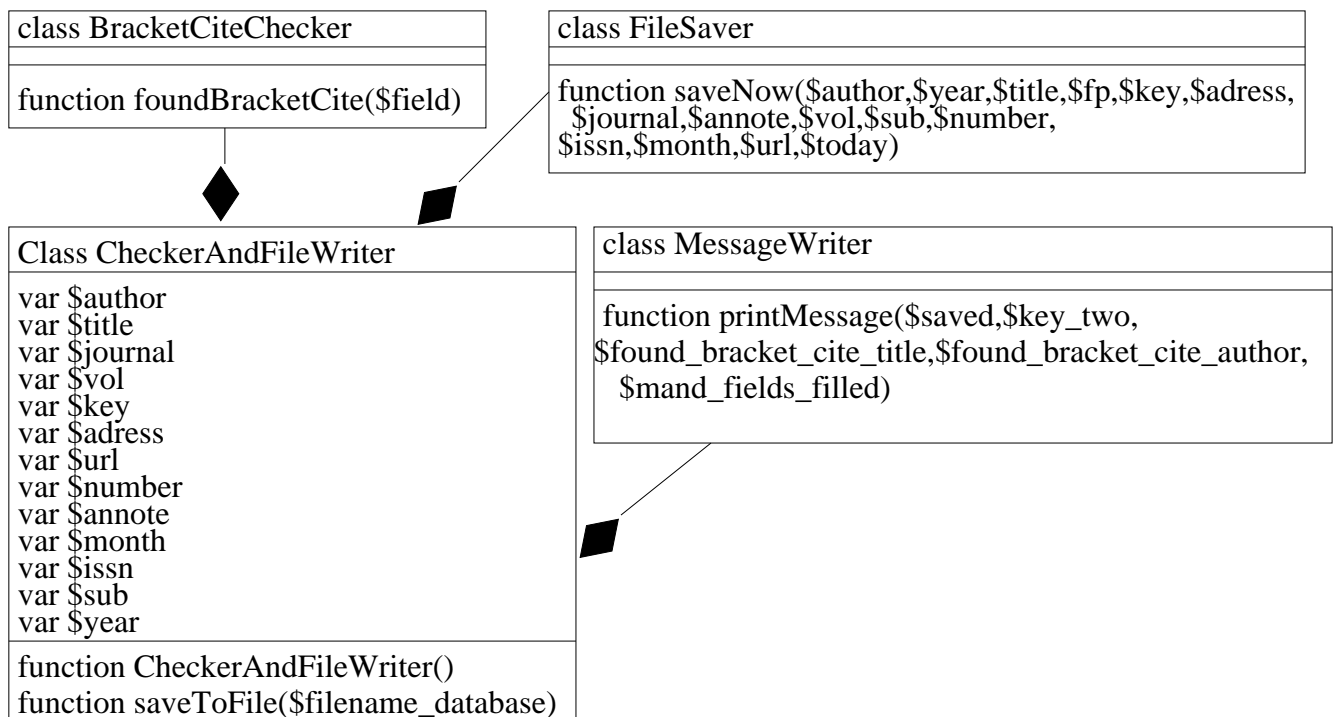 class BracketCiteChecker
function foundBracketCite($field)
class FileSaver
function saveNow($author,$year,$title,$fp,$key,$adress,
$journal,$annote,$vol,$sub,$number,
$issn,$month,$url,$today)
Class CheckerAndFileWriter
var $author
var $title
var $journal
var $vol
var $key
var $adress
var $url
var $number
var $annote
var $month
var $issn
var $sub
var $year
function CheckerAndFileWriter()
function saveToFile($filename_database)
class MessageWriter
function printMessage($saved,$key_two,
$found_bracket_cite_title,$found_bracket_cite_author,
$mand_fields_filled)